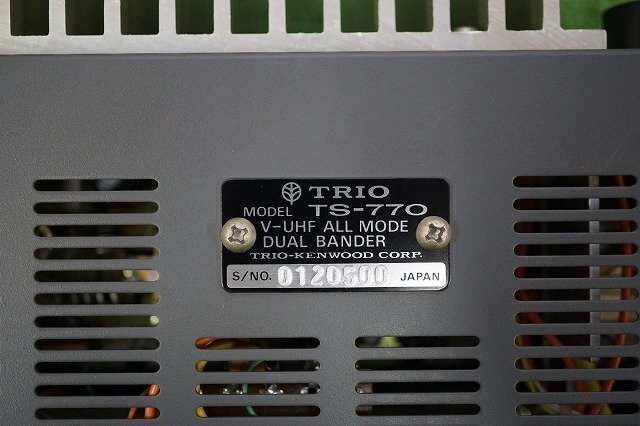 TRIO
MODEL TS-770
V-UHF ALL MODE
DUAL BANDER
TRIO-KENWOOD CORP.
S/NO. 0120500 JAPAN